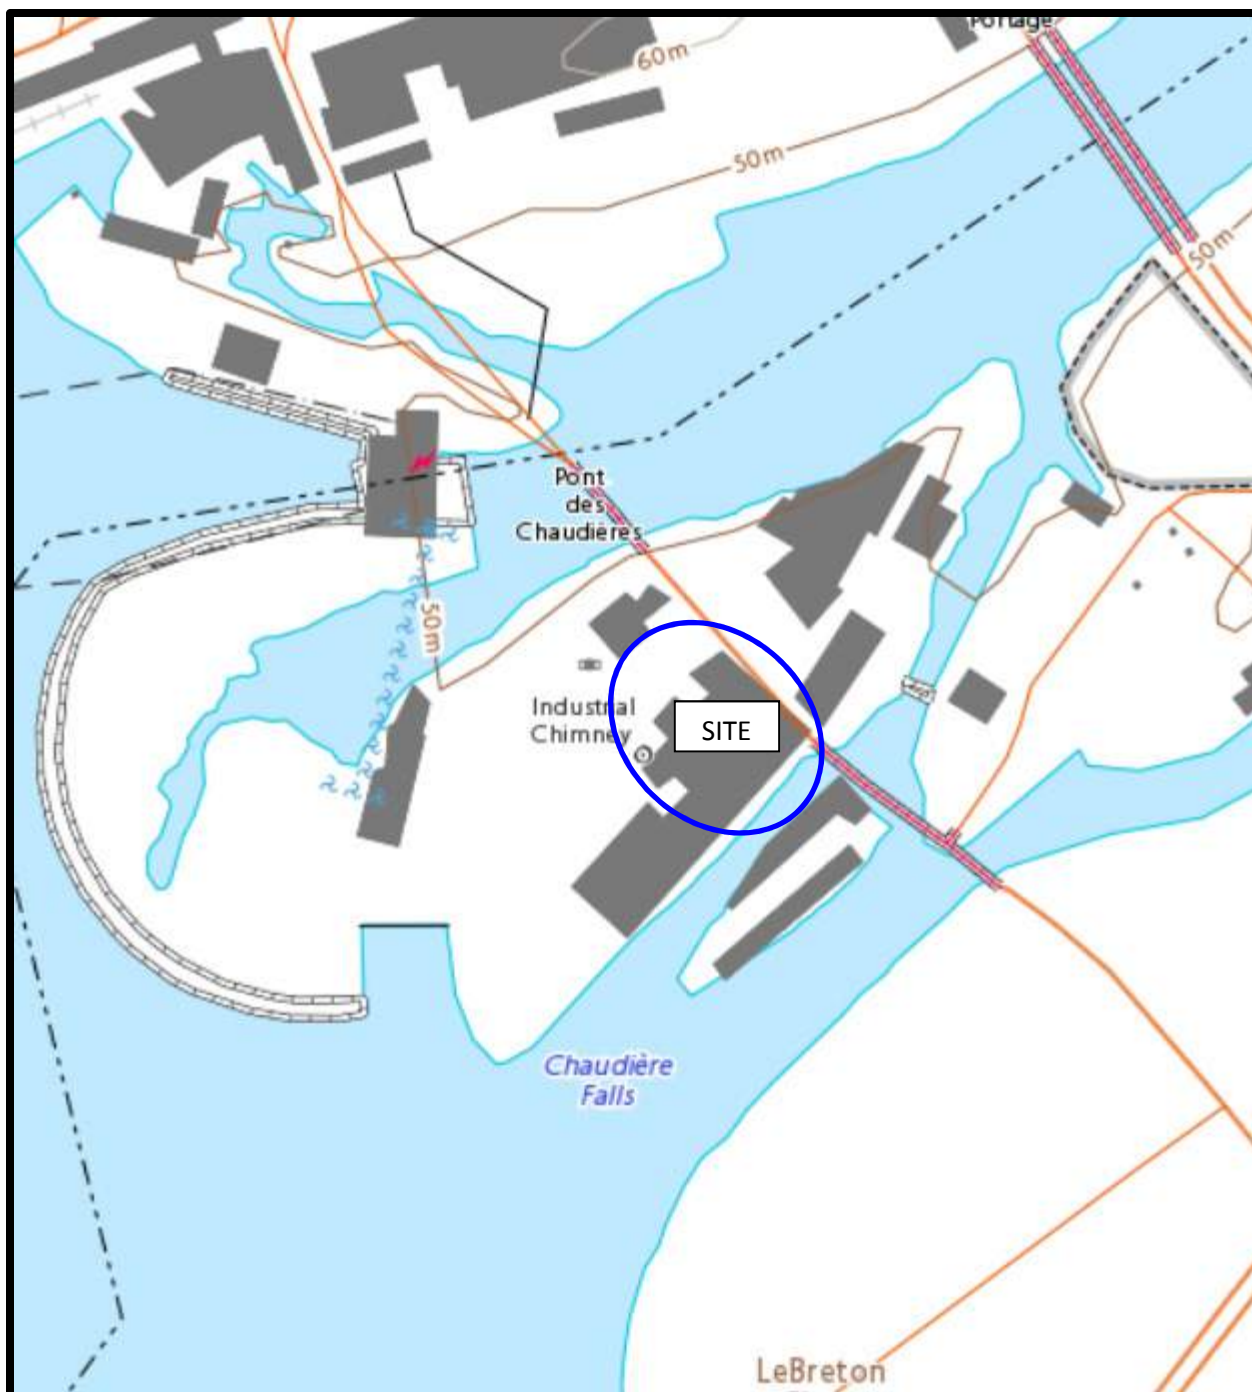 Portage
60m
50m
50m
Pont
des
Chaudières
50m
Industrial
Chimney
SITE
Chaudière
Falls
LeBreton